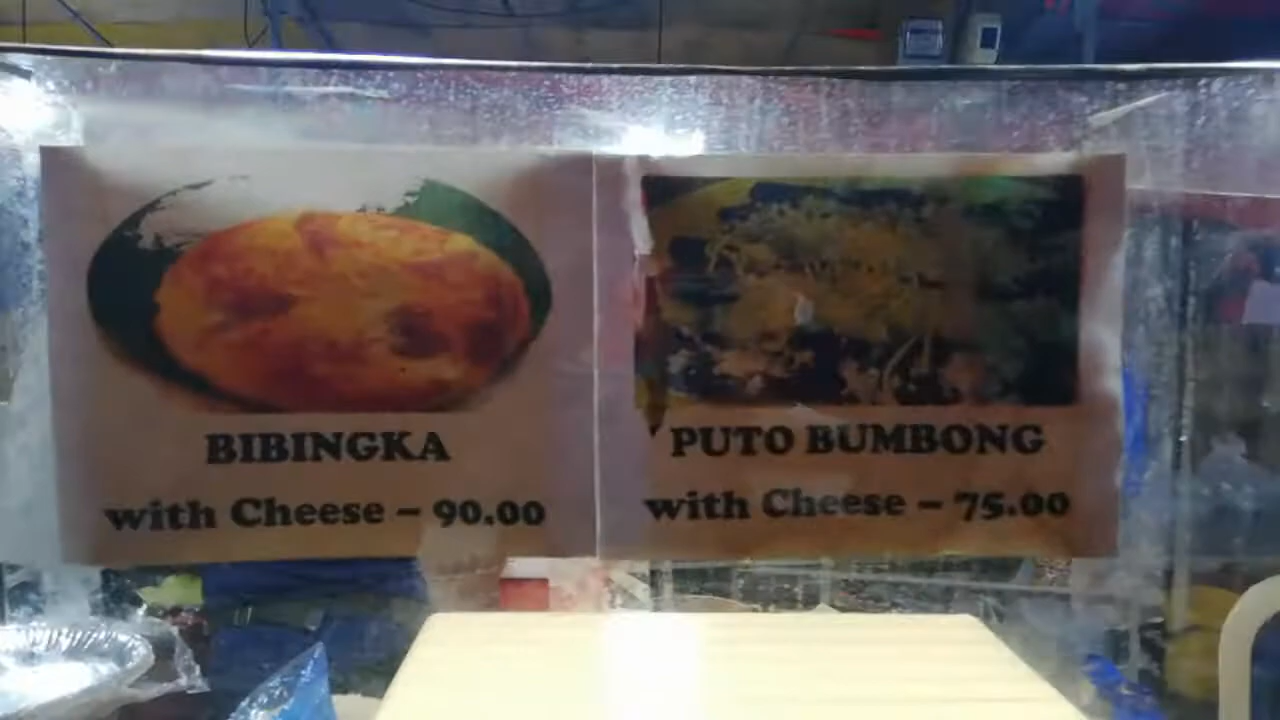 BIBINGKA
with Cheese – 90.00
PUTO BUMBONG
with Cheese – 75.00